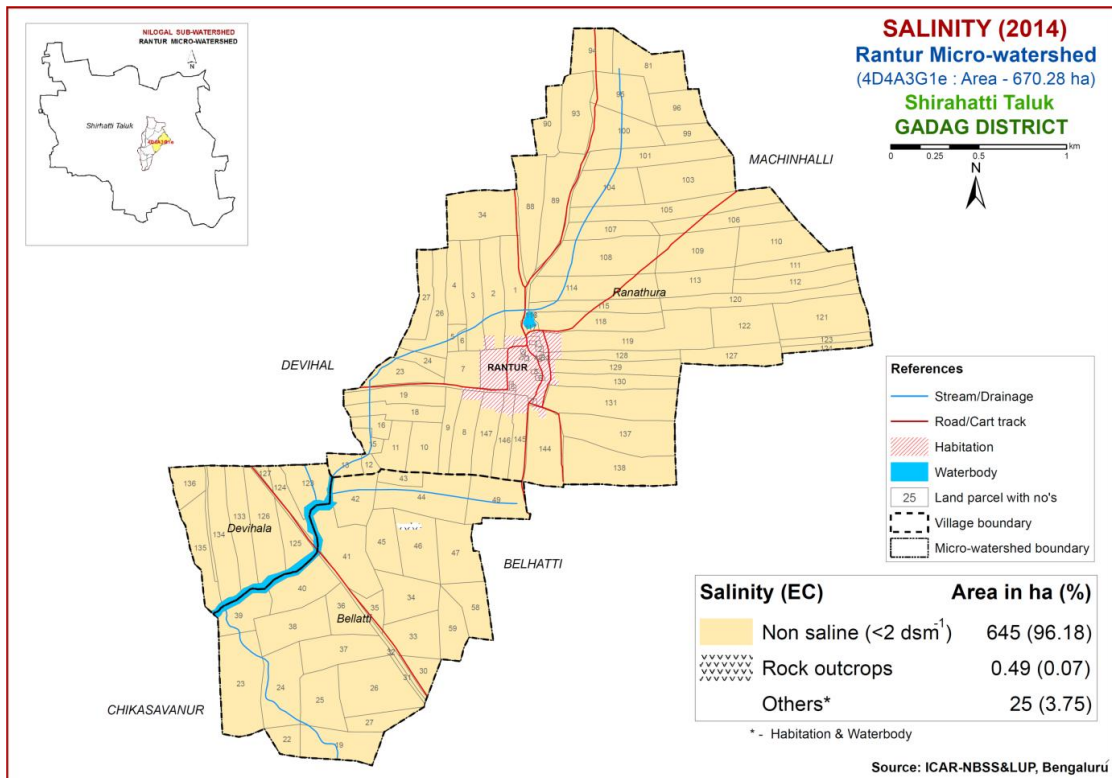 NILOGAL SUB-WATERSHED
RANTUR MICRO-WATERSHED
N
Shirhatti Taluk
SALINITY (2014)
Rantur Micro-watershed
(4D4A3G1e : Area - 670.28 ha)
Shirahatti Taluk
GADAG DISTRICT
km
0 0.25 0.5 1
N
MACHINHALLI
94
81
95
96
93
90
100
99
101
103
104
88
89
105
34
106
107
109
110
108
111
113
112
27
4
3
2
1
114
Ranathura
26
120
115
121
118
122
5
6
119
123
DEVIHAL
24
128
127
RANTUR
23
7
129
130
19
131
18
16
9
8
147
146
145
144
137
15
11
10
13
12
138
136
127
124
123
43
42
44
49
133
126
Devihala
134
125
135
41
45
46
47
BELHATTI
40
36
35
34
58
39
Bellatti
38
33
59
37
32
31
30
23
24
25
26
27
CHIKASAVANUR
22
19
References
Stream/Drainage
Road/Cart track
Habitation
Waterbody
25 Land parcel with no's
Village boundary
Micro-watershed boundary
Salinity (EC) Area in ha (%)
Non saline (<2 dsm-1) 645 (96.18)
Rock outcrops 0.49 (0.07)
Others* 25 (3.75)
* - Habitation & Waterbody
Source: ICAR-NBSS&LUP, Bengaluru